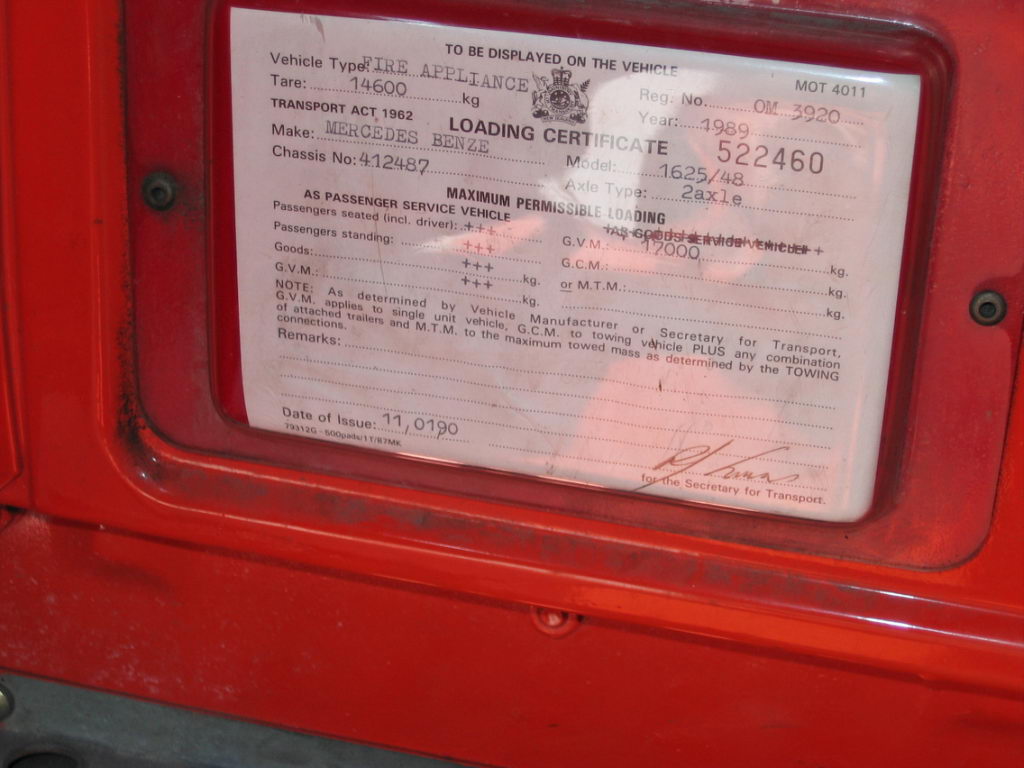 TO BE DISPLAYED ON THE VEHICLE
MOT 4011
Vehicle Type: FIRE APPLIANCE
Reg. No. OM 3920
Tare: 14600 kg
Year: 1989
TRANSPORT ACT 1962
LOADING CERTIFICATE
522460
Make: MERCEDES BENZE
Model: 1625/48
Chassis No: 412487
Axle Type: 2axle
MAXIMUM PERMISSIBLE LOADING
AS PASSENGER SERVICE VEHICLE
AS GOODS SERVICE VEHICLE
Passengers seated (incl. driver): +++
G.V.M.: 17000 kg.
Passengers standing: +++
G.C.M.: kg.
Goods: +++ kg.
or M.T.M.: kg.
G.V.M.: +++ kg.
NOTE: As determined by Vehicle Manufacturer or Secretary for Transport,
G.V.M. applies to single unit vehicle, G.C.M. to towing vehicle PLUS any combination
of attached trailers and M.T.M. to the maximum towed mass as determined by the TOWING
connections.
Remarks:
Date of Issue: 11,0190
79312G - 500pads/1T/87MK
for the Secretary for Transport.